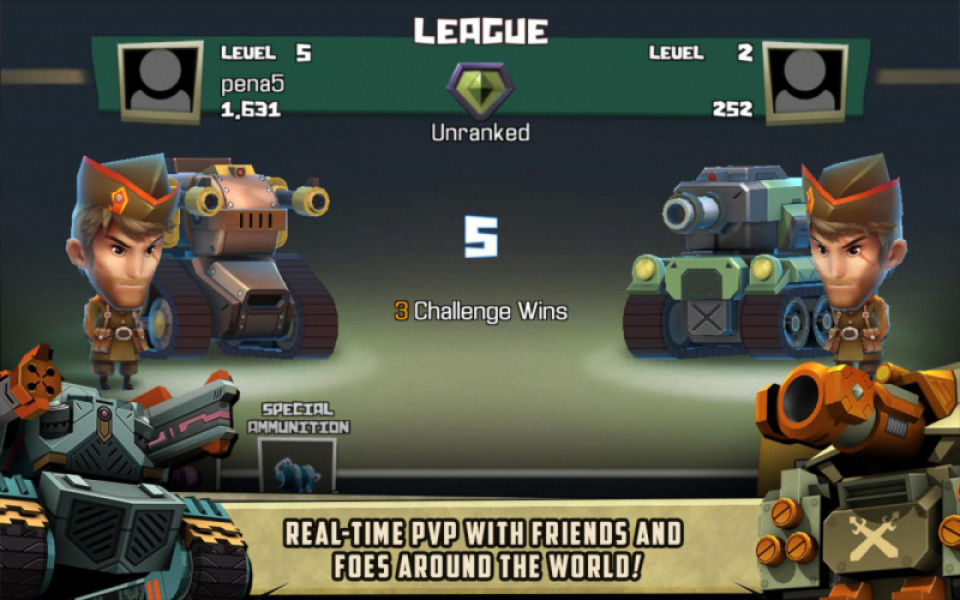 LEAGUE
LEVEL 5
pena5
1,631
LEVEL 2
252
Unranked
5
3 Challenge Wins
SPECIAL
AMMUNITION
REAL-TIME PVP WITH FRIENDS AND
FOES AROUND THE WORLD!